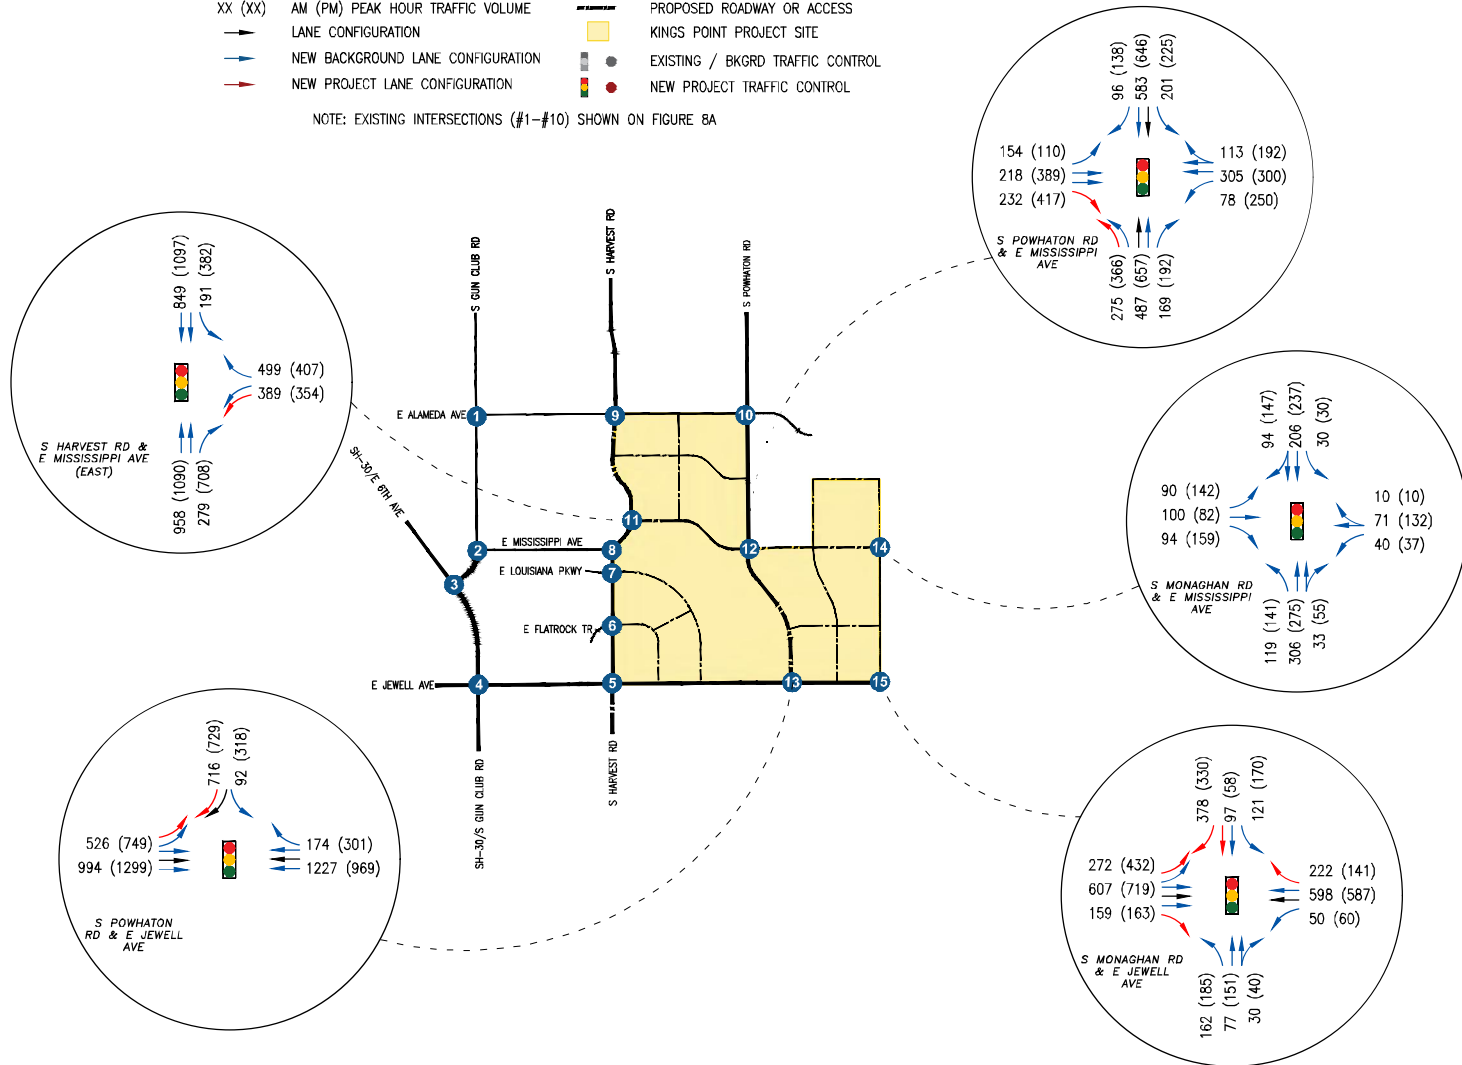 XX (XX) AM (PM) PEAK HOUR TRAFFIC VOLUME
LANE CONFIGURATION
NEW BACKGROUND LANE CONFIGURATION
NEW PROJECT LANE CONFIGURATION
PROPOSED ROADWAY OR ACCESS
KINGS POINT PROJECT SITE
EXISTING / BKGRD TRAFFIC CONTROL
NEW PROJECT TRAFFIC CONTROL
NOTE: EXISTING INTERSECTIONS (#1-#10) SHOWN ON FIGURE 8A
96 (138)
583 (646)
201 (225)
154 (110)
218 (389)
232 (417)
113 (192)
305 (300)
78 (250)
S POWHATON RD
& E MISSISSIPPI
AVE
275 (366)
487 (657)
169 (192)
849 (1097)
191 (382)
499 (407)
389 (354)
S HARVEST RD &
E MISSISSIPPI AVE
(EAST)
958 (1090)
279 (708)
S GUN CLUB RD
S HARVEST RD
S POWHATON RD
E ALAMEDA AVE
1
9
10
SH-30/E 6TH AVE
11
E MISSISSIPPI AVE
2
8
12
14
E LOUISIANA PKWY
7
3
E FLATROCK TR
6
E JEWELL AVE
4
5
13
15
SH-30/S GUN CLUB RD
S HARVEST RD
94 (147)
206 (237)
30 (30)
90 (142)
100 (82)
94 (159)
10 (10)
71 (132)
40 (37)
S MONAGHAN RD
& E MISSISSIPPI
AVE
119 (141)
306 (275)
33 (55)
716 (729)
92 (318)
526 (749)
994 (1299)
174 (301)
1227 (969)
S POWHATON
RD & E JEWELL
AVE
378 (330)
97 (58)
121 (170)
272 (432)
607 (719)
159 (163)
222 (141)
598 (587)
50 (60)
S MONAGHAN RD
& E JEWELL
AVE
162 (185)
77 (151)
30 (40)